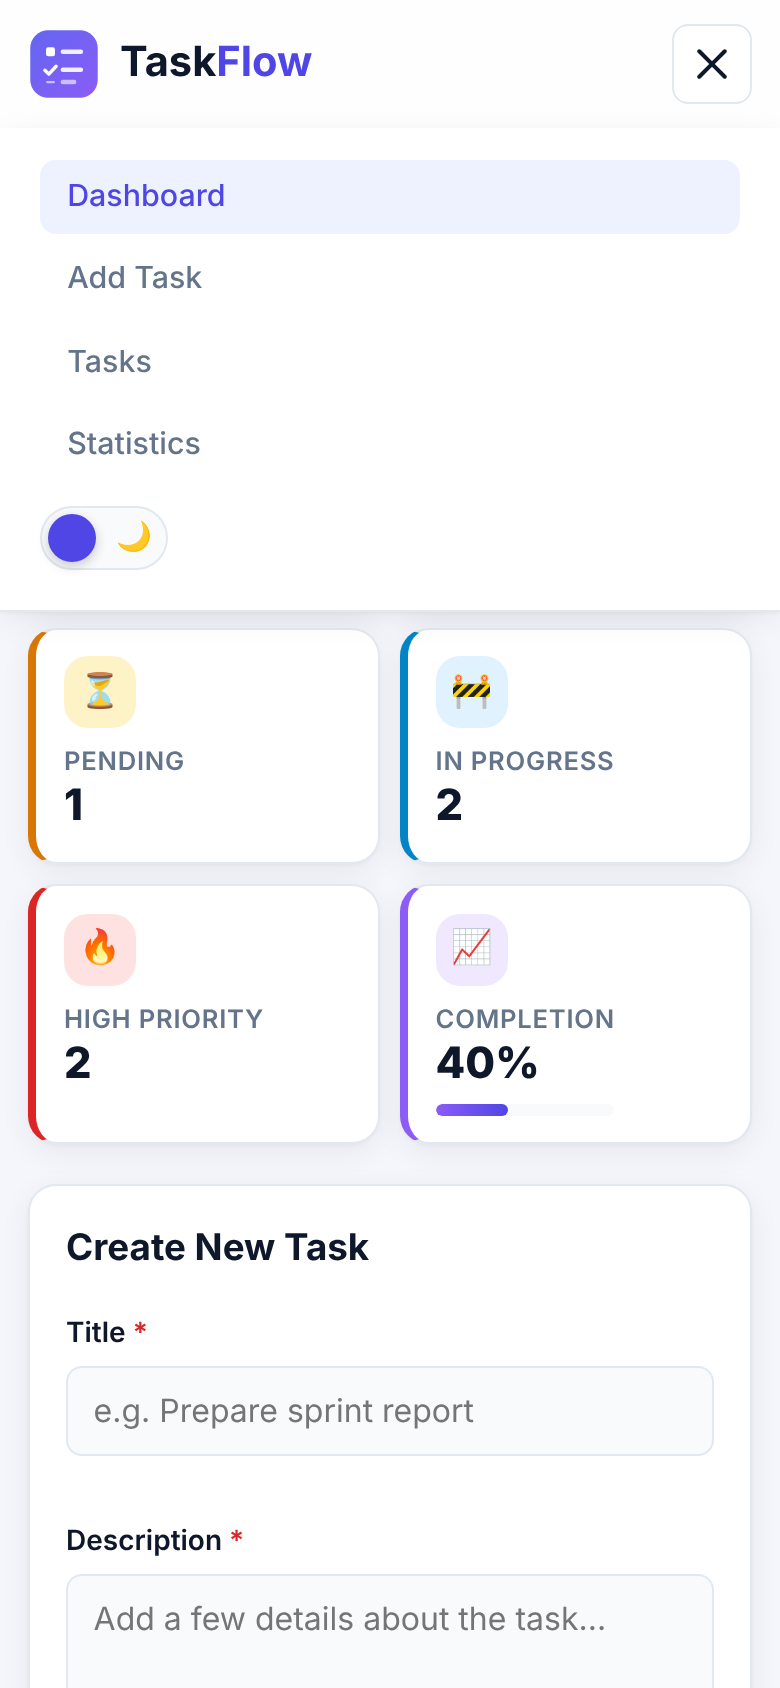 TaskFlow
Dashboard
Add Task
Tasks
Statistics
PENDING
1
IN PROGRESS
2
HIGH PRIORITY
2
COMPLETION
40%
Create New Task
Title *
e.g. Prepare sprint report
Description *
Add a few details about the task...